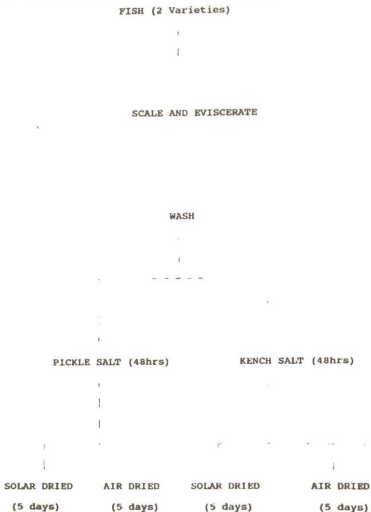 FISH (2 Varieties)
SCALE AND EVISCERATE
WASH
PICKLE SALT (48hrs) KENCH SALT (48hrs)
SOLAR DRIED AIR DRIED SOLAR DRIED AIR DRIED
(5 days) (5 days) (5 days) (5 days)